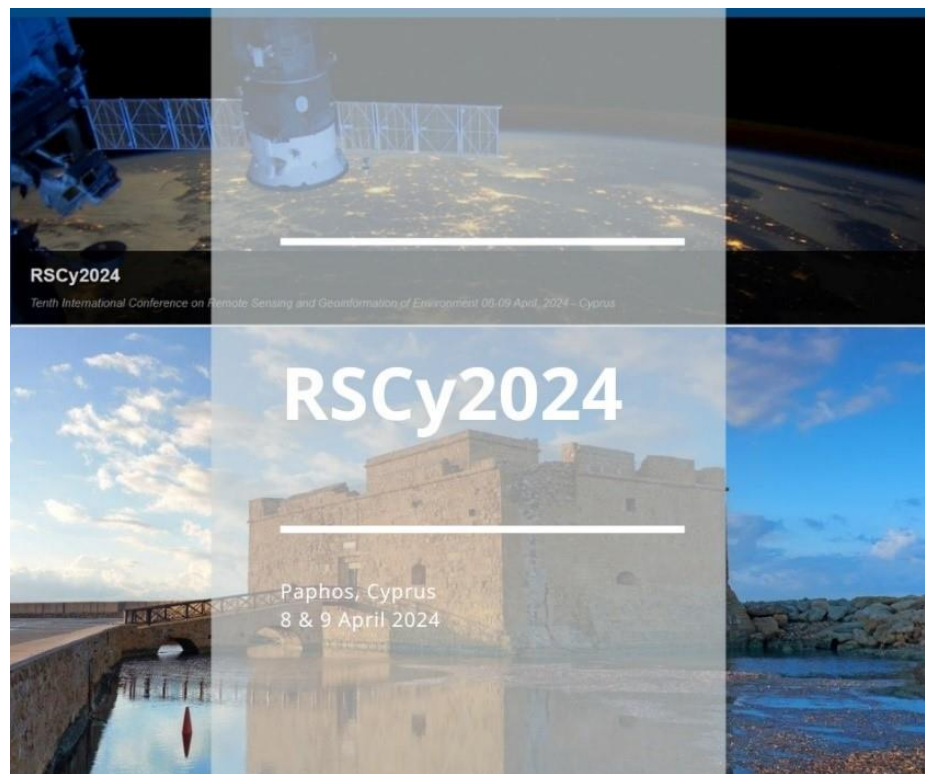 RSCy2024
Tenth International Conference on Remote Sensing and Geoinformation of Environment 08-09 April, 2024 - Cyprus
RSCy2024
Paphos, Cyprus
8 & 9 April 2024